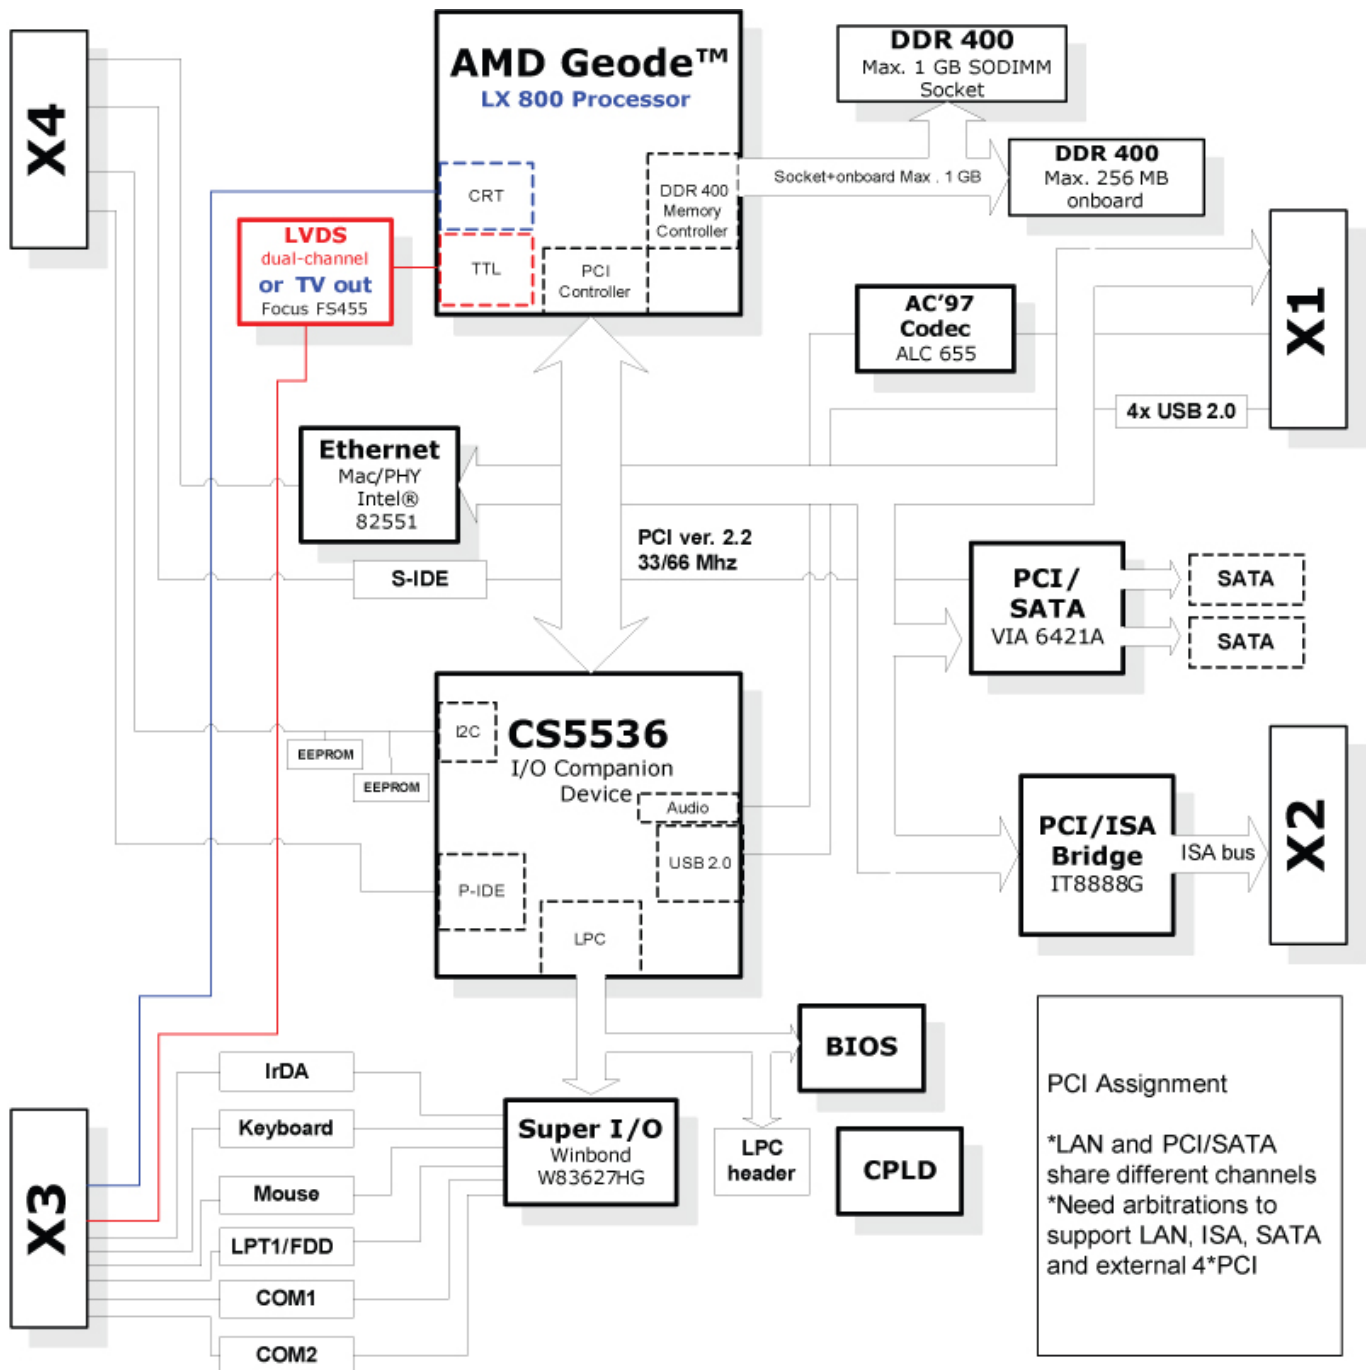 X4
AMD Geode™
LX 800 Processor
CRT
TTL
PCI
Controller
DDR 400
Memory
Controller
DDR 400
Max. 1 GB SODIMM
Socket
Socket+onboard Max . 1 GB
DDR 400
Max. 256 MB
onboard
LVDS
dual-channel
or TV out
Focus FS455
AC'97
Codec
ALC 655
X1
4x USB 2.0
Ethernet
Mac/PHY
Intel®
82551
S-IDE
PCI ver. 2.2
33/66 Mhz
PCI/
SATA
VIA 6421A
SATA
SATA
I2C
CS5536
I/O Companion
Device
Audio
USB 2.0
P-IDE
LPC
EEPROM
EEPROM
PCI/ISA
Bridge
IT8888G
ISA bus
X2
BIOS
LPC
header
CPLD
Super I/O
Winbond
W83627HG
IrDA
Keyboard
Mouse
LPT1/FDD
COM1
COM2
X3
PCI Assignment
*LAN and PCI/SATA
share different channels
*Need arbitrations to
support LAN, ISA, SATA
and external 4*PCI